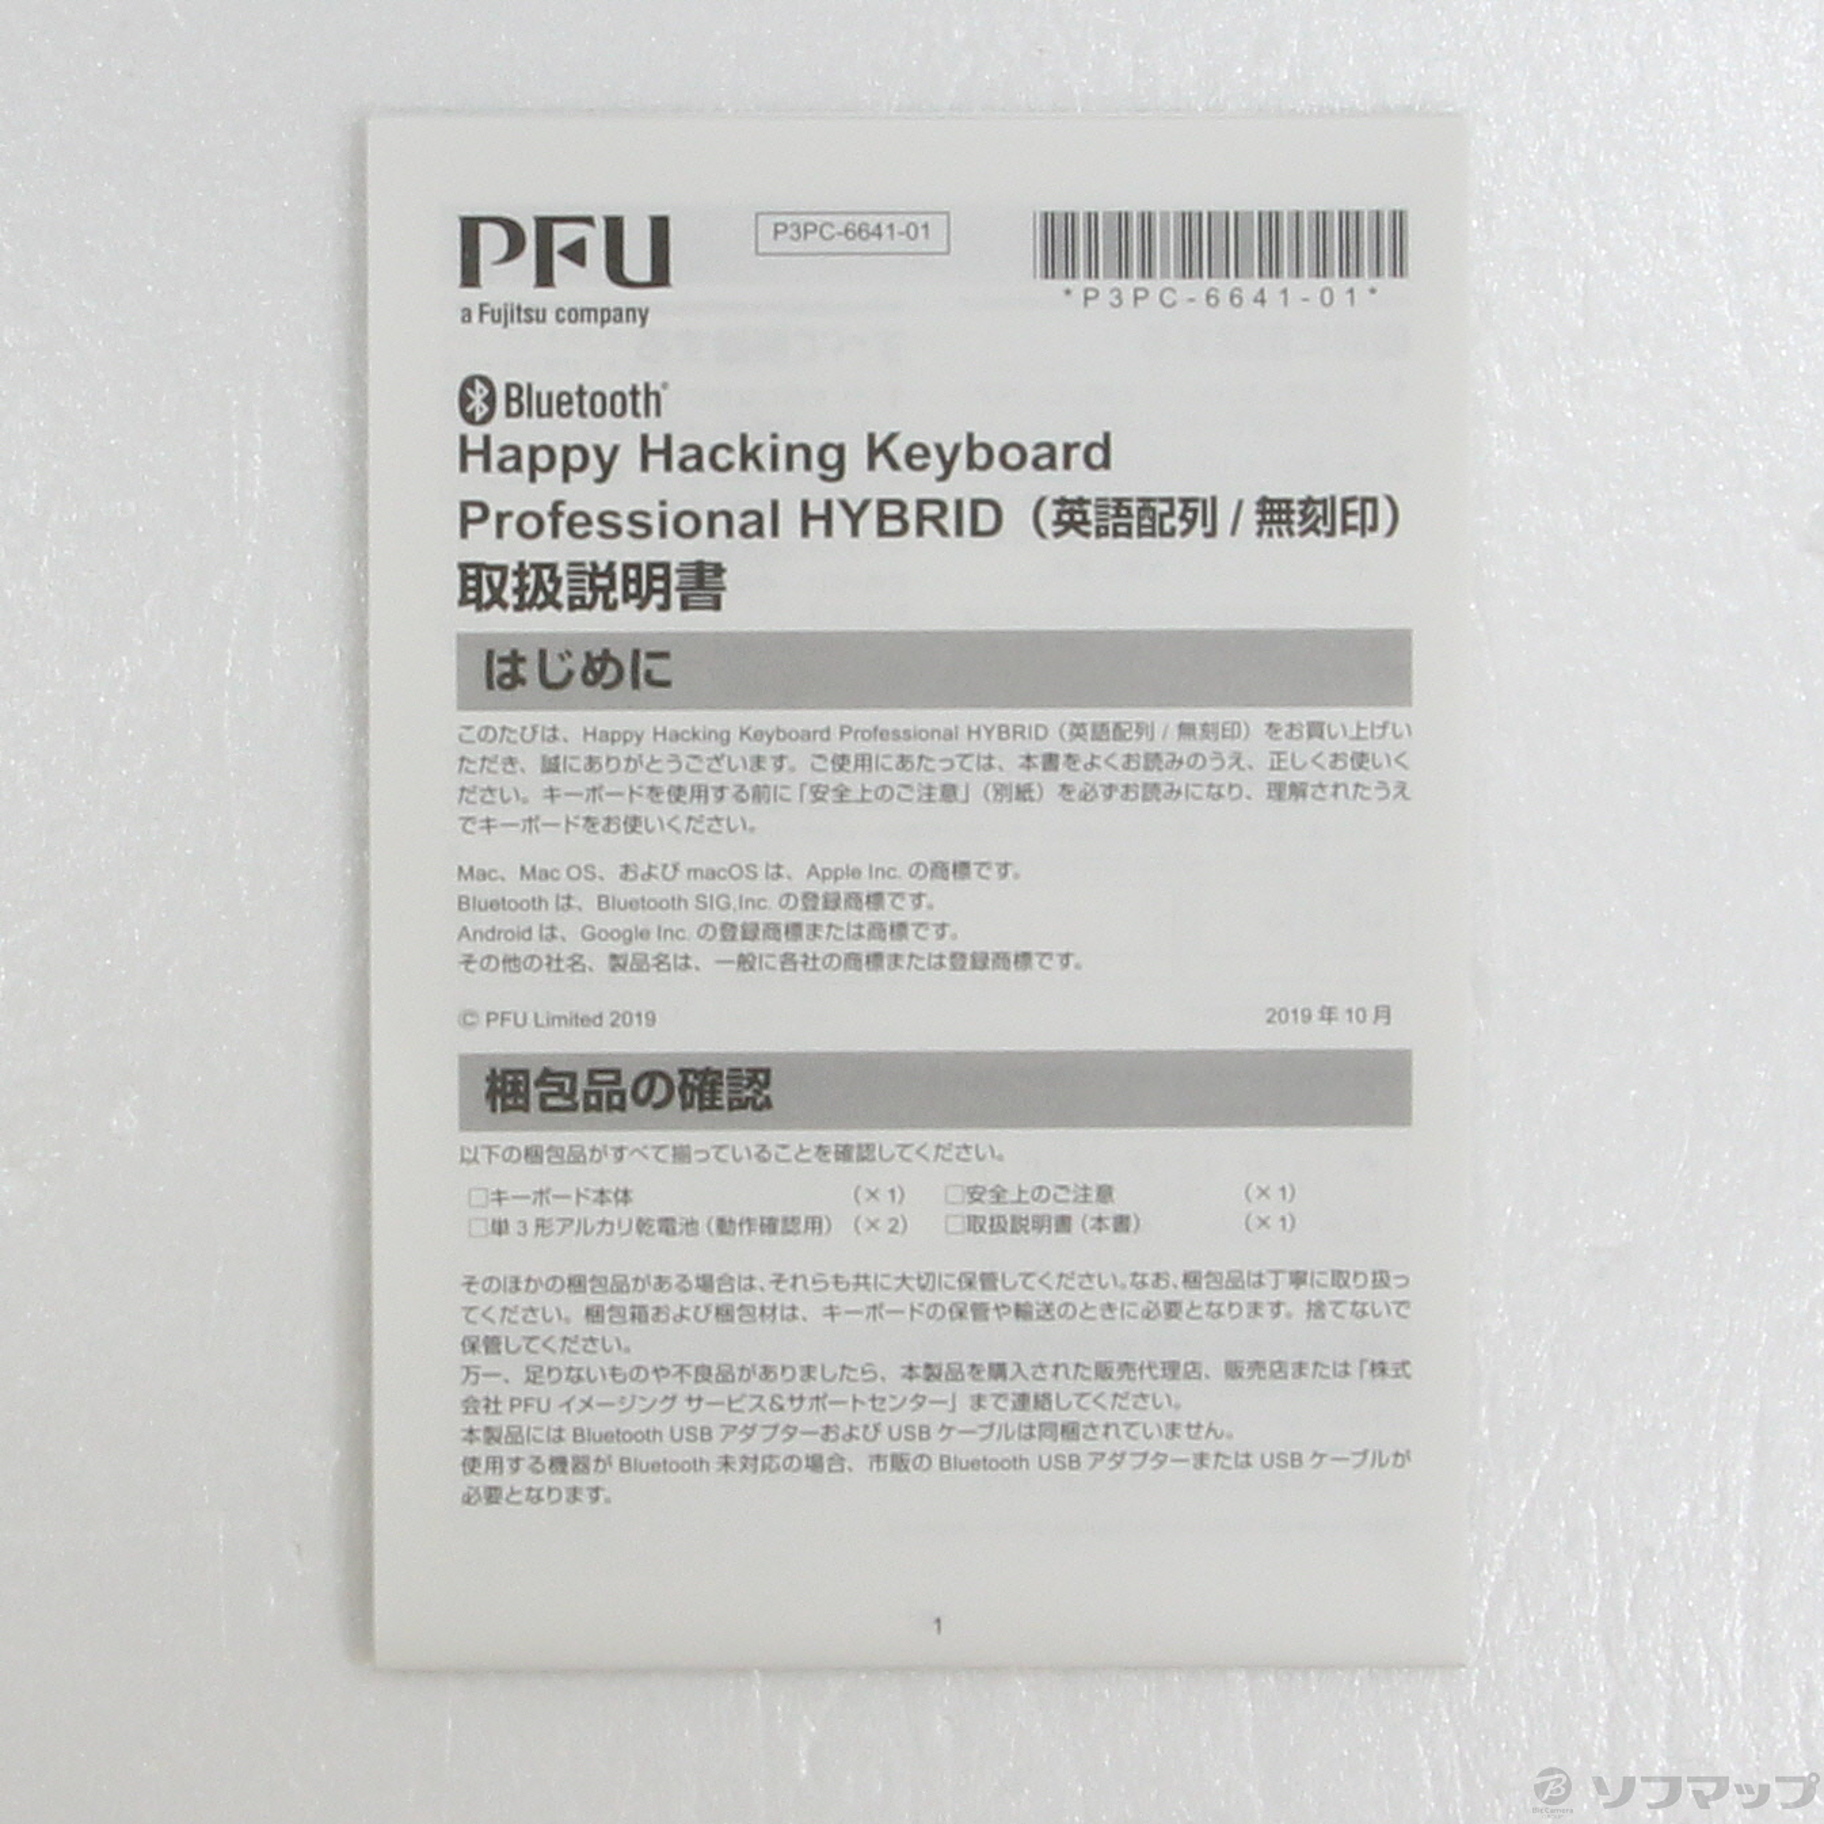 PFU
a Fujitsu company
P3PC-6641-01
*P3PC-6641-01*
Bluetooth®
Happy Hacking Keyboard
Professional HYBRID（英語配列 / 無刻印）
取扱説明書
はじめに
このたびは、Happy Hacking Keyboard Professional HYBRID（英語配列 / 無刻印）をお買い上げい
ただき、誠にありがとうございます。ご使用にあたっては、本書をよくお読みのうえ、正しくお使いく
ださい。キーボードを使用する前に「安全上のご注意」（別紙）を必ずお読みになり、理解されたうえ
でキーボードをお使いください。
Mac、Mac OS、および macOS は、Apple Inc. の商標です。
Bluetooth は、Bluetooth SIG,Inc. の登録商標です。
Android は、Google Inc. の登録商標または商標です。
その他の社名、製品名は、一般に各社の商標または登録商標です。
© PFU Limited 2019
2019 年 10 月
梱包品の確認
以下の梱包品がすべて揃っていることを確認してください。
□キーボード本体 （× 1） □安全上のご注意 （× 1）
□単 3 形アルカリ乾電池（動作確認用）（× 2） □取扱説明書（本書） （× 1）
そのほかの梱包品がある場合は、それらも共に大切に保管してください。なお、梱包品は丁寧に取り扱っ
てください。梱包箱および梱包材は、キーボードの保管や輸送のときに必要となります。捨てないで
保管してください。
万一、足りないものや不良品がありましたら、本製品を購入された販売代理店、販売店または「株式
会社 PFU イメージング サービス＆サポートセンター」まで連絡してください。
本製品には Bluetooth USB アダプターおよび USB ケーブルは同梱されていません。
使用する機器が Bluetooth 未対応の場合、市販の Bluetooth USB アダプターまたは USB ケーブルが
必要となります。
1
BicCamera
ソフマップ